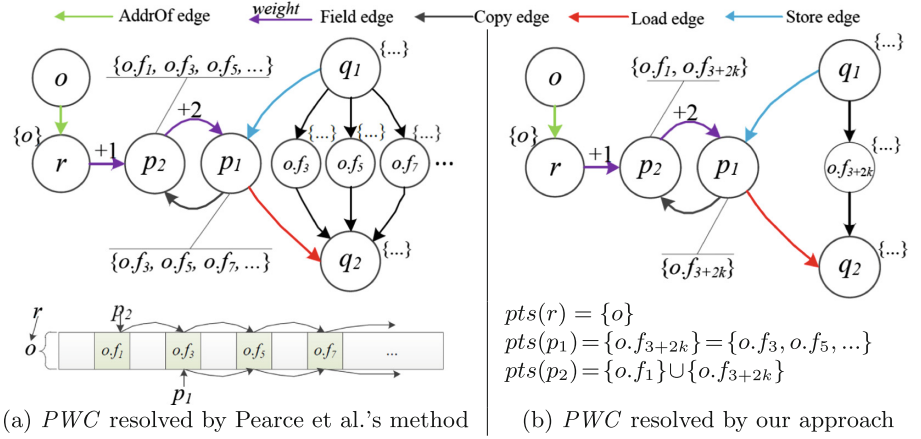 AddrOf edge weight Field edge Copy edge Load edge Store edge
{o.f1, o.f3, o.f5, ...}
q1 {...}
o
+2
{o} r +1 p2 p1
{...} {...} {...}
o.f3 o.f5 o.f7 ...
{o.f3, o.f5, o.f7, ...}
q2 {...}
r p2
o o.f1 o.f3 o.f5 o.f7 ...
p1
(a) PWC resolved by Pearce et al.'s method
{o.f1, o.f3+2k}
q1 {...}
o
+2
{o} r +1 p2 p1
{...}
o.f3+2k
{o.f3+2k}
q2 {...}
pts(r) = {o}
pts(p1)={o.f3+2k}={o.f3, o.f5, ...}
pts(p2)={o.f1}∪{o.f3+2k}
(b) PWC resolved by our approach